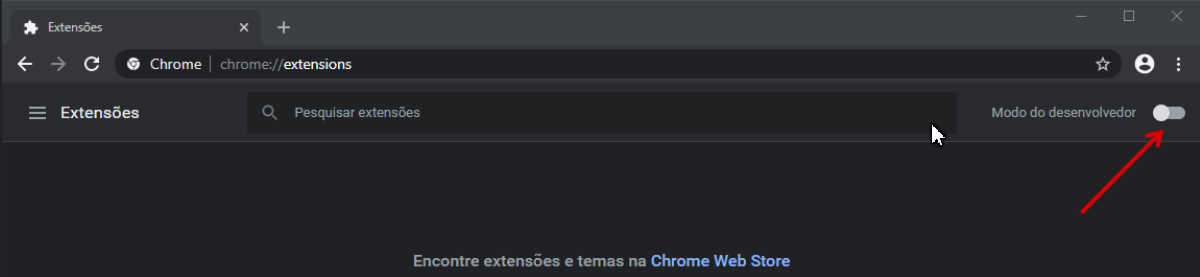 Extensões
Chrome chrome://extensions
Extensões Pesquisar extensões Modo do desenvolvedor
Encontre extensões e temas na Chrome Web Store